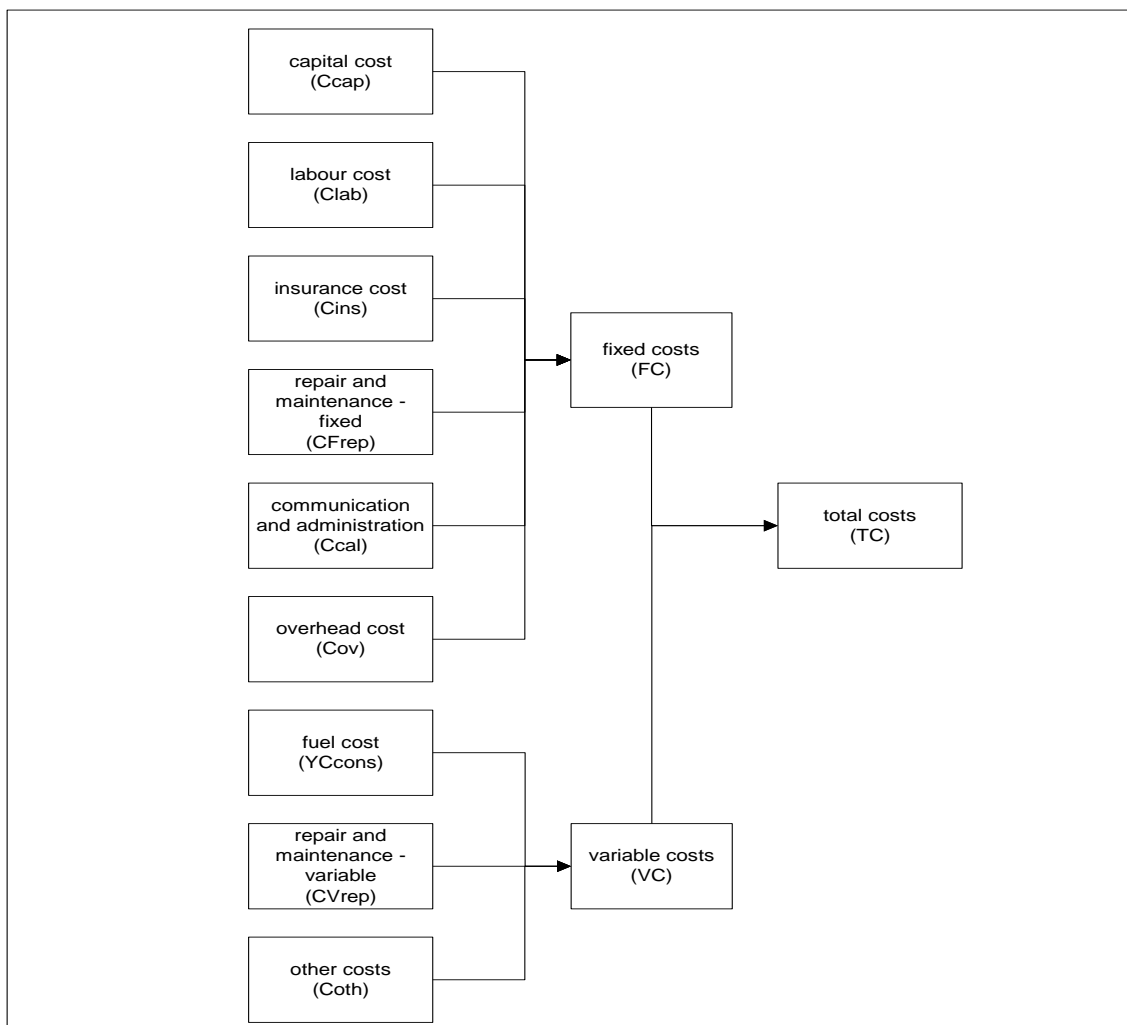 capital cost
(Ccap)
labour cost
(Clab)
insurance cost
(Cins)
repair and
maintenance -
fixed
(CFrep)
communication
and administration
(Ccal)
overhead cost
(Cov)
fuel cost
(YCcons)
repair and
maintenance -
variable
(CVrep)
other costs
(Coth)
fixed costs
(FC)
variable costs
(VC)
total costs
(TC)